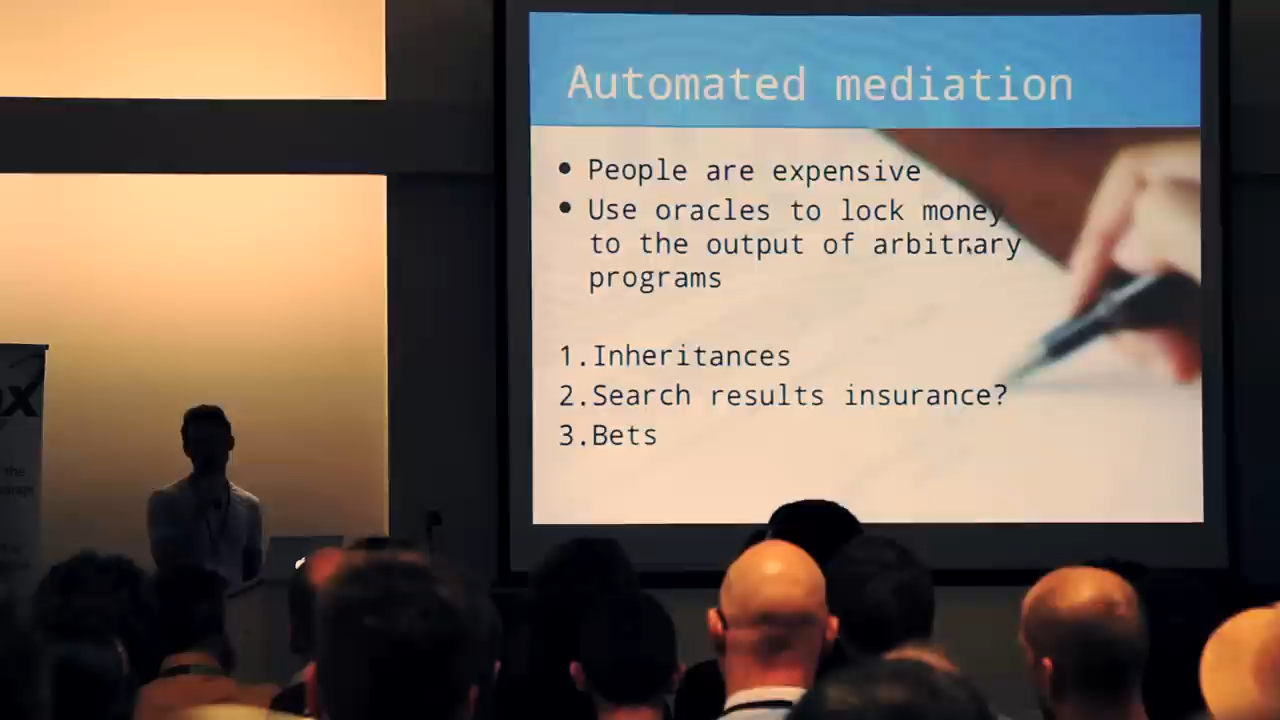 Automated mediation
• People are expensive
• Use oracles to lock money
to the output of arbitrary
programs
1.Inheritances
2.Search results insurance?
3.Bets
the